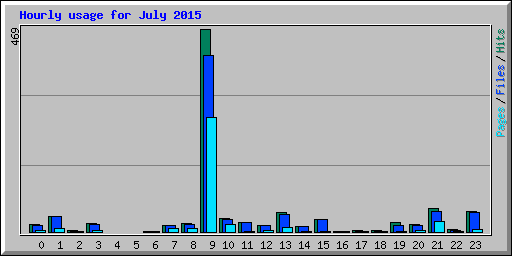 Hourly usage for July 2015
469
Pages/Files/Hits
0 1 2 3 4 5 6 7 8 9 10 11 12 13 14 15 16 17 18 19 20 21 22 23